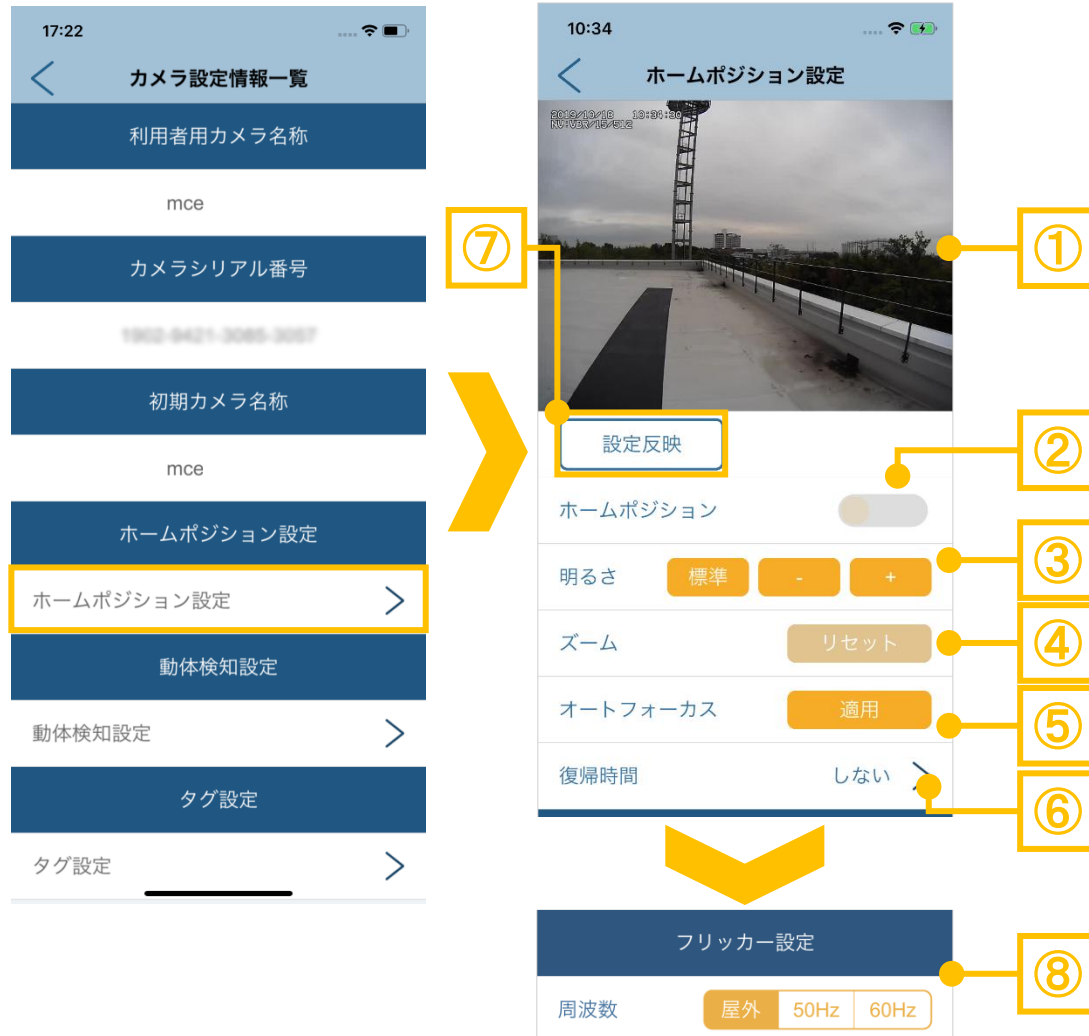 17:22
カメラ設定情報一覧
利用者用カメラ名称
mce
カメラシリアル番号
初期カメラ名称
mce
ホームポジション設定
ホームポジション設定
動体検知設定
動体検知設定
タグ設定
タグ設定
10:34
ホームポジション設定
⑦
①
設定反映
②
ホームポジション
③
明るさ 標準 - +
④
ズーム リセット
⑤
オートフォーカス 適用
⑥
復帰時間 しない
フリッカー設定
⑧
周波数 屋外 50Hz 60Hz